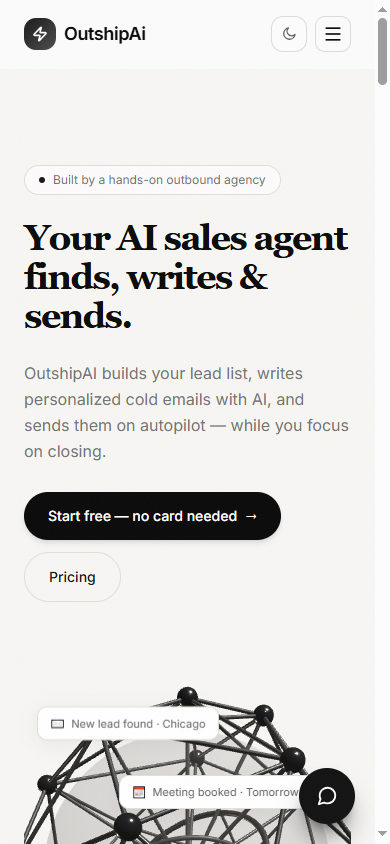 OutshipAi
Built by a hands-on outbound agency
Your AI sales agent
finds, writes &
sends.
OutshipAI builds your lead list, writes
personalized cold emails with AI, and
sends them on autopilot — while you focus
on closing.
Start free — no card needed →
Pricing
New lead found · Chicago
Meeting booked · Tomorrow